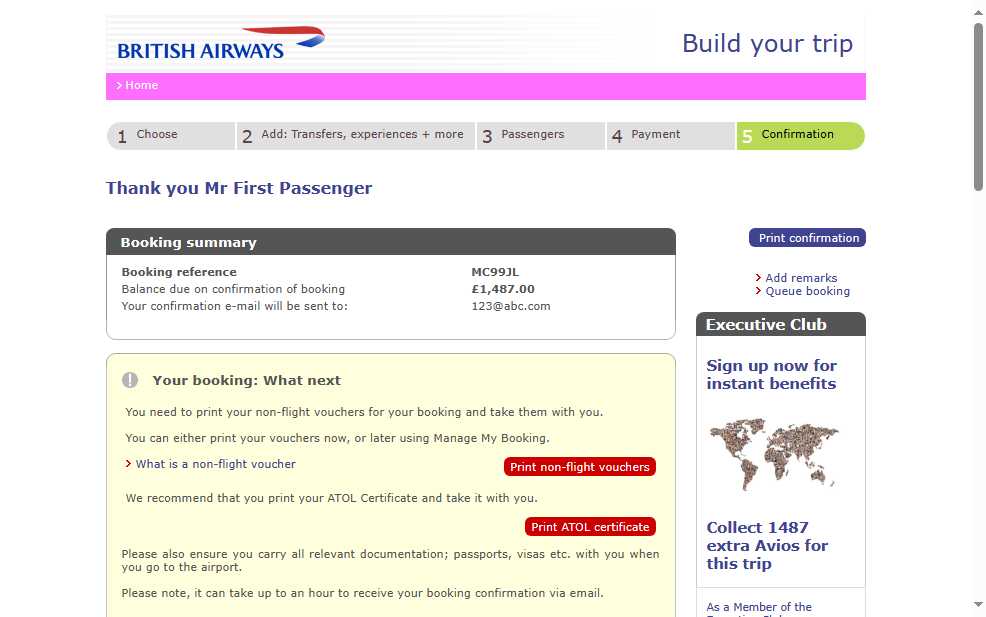 BRITISH AIRWAYS
Build your trip
Home
1 Choose
2 Add: Transfers, experiences + more
3 Passengers
4 Payment
5 Confirmation
Thank you Mr First Passenger
Booking summary
Booking reference MC99JL
Balance due on confirmation of booking £1,487.00
Your confirmation e-mail will be sent to: 123@abc.com
Print confirmation
Add remarks
Queue booking
Executive Club
Sign up now for
instant benefits
Collect 1487
extra Avios for
this trip
As a Member of the
! Your booking: What next
You need to print your non-flight vouchers for your booking and take them with you.
You can either print your vouchers now, or later using Manage My Booking.
What is a non-flight voucher
Print non-flight vouchers
We recommend that you print your ATOL Certificate and take it with you.
Print ATOL certificate
Please also ensure you carry all relevant documentation; passports, visas etc. with you when
you go to the airport.
Please note, it can take up to an hour to receive your booking confirmation via email.